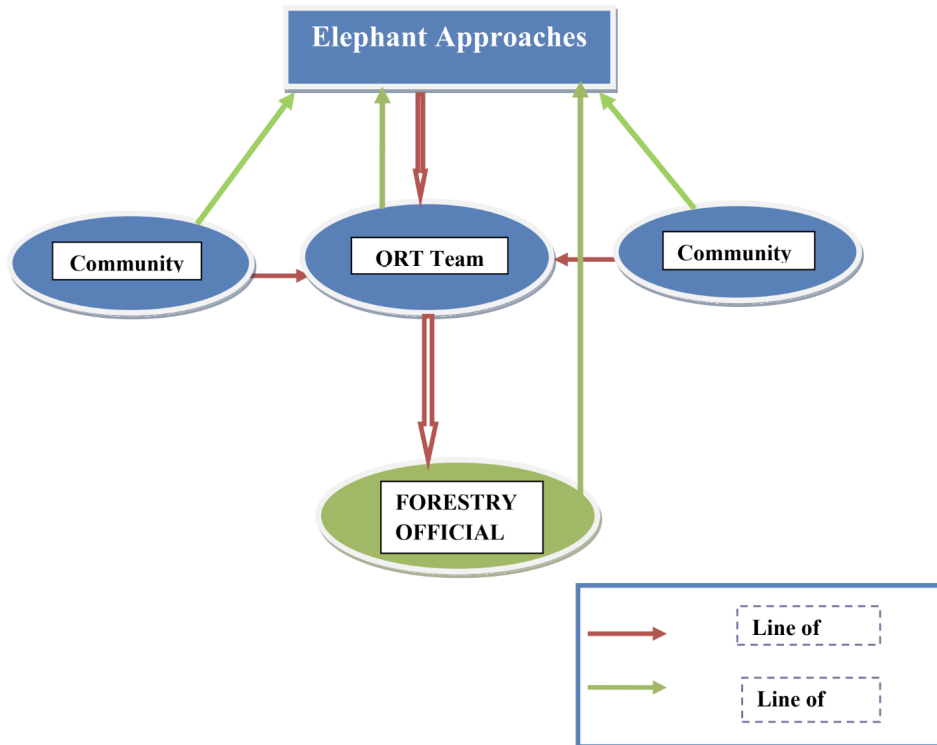 Elephant Approaches
Community
ORT Team
Community
FORESTRY
OFFICIAL
Line of
Line of